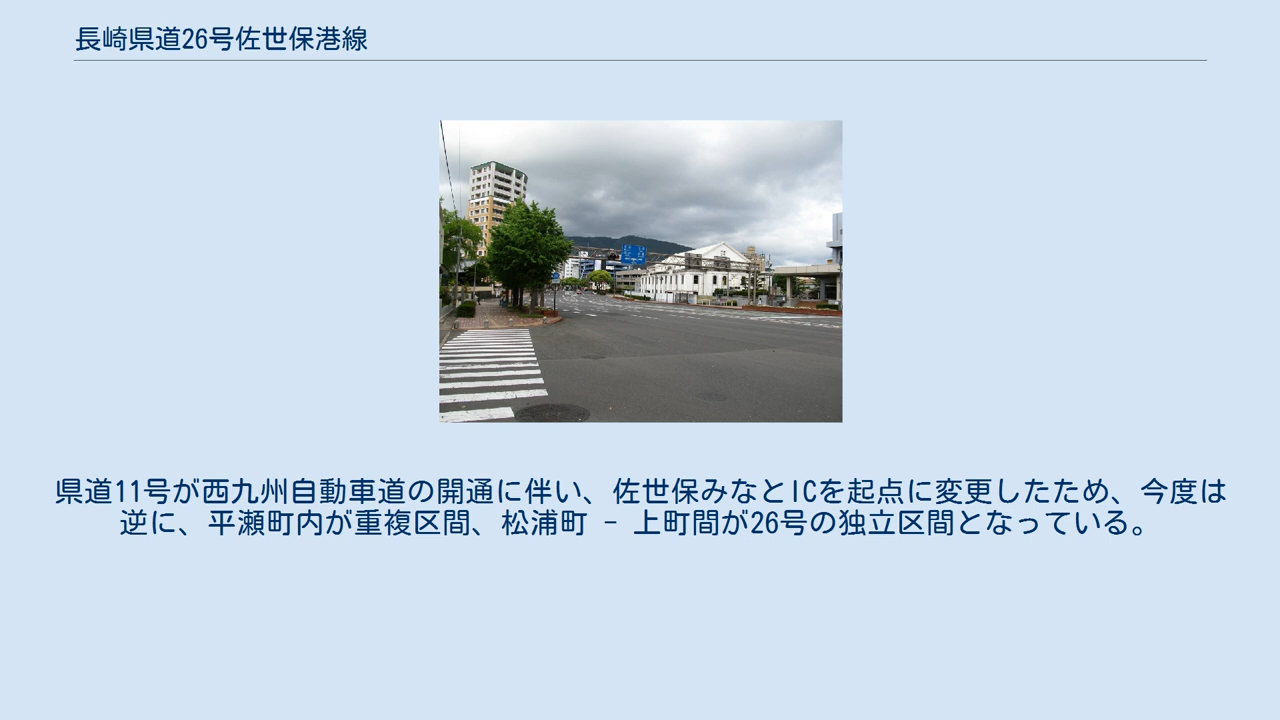 長崎県道26号佐世保港線
県道11号が西九州自動車道の開通に伴い、佐世保みなとICを起点に変更したため、今度は
逆に、平瀬町内が重複区間、松浦町 - 上町間が26号の独立区間となっている。